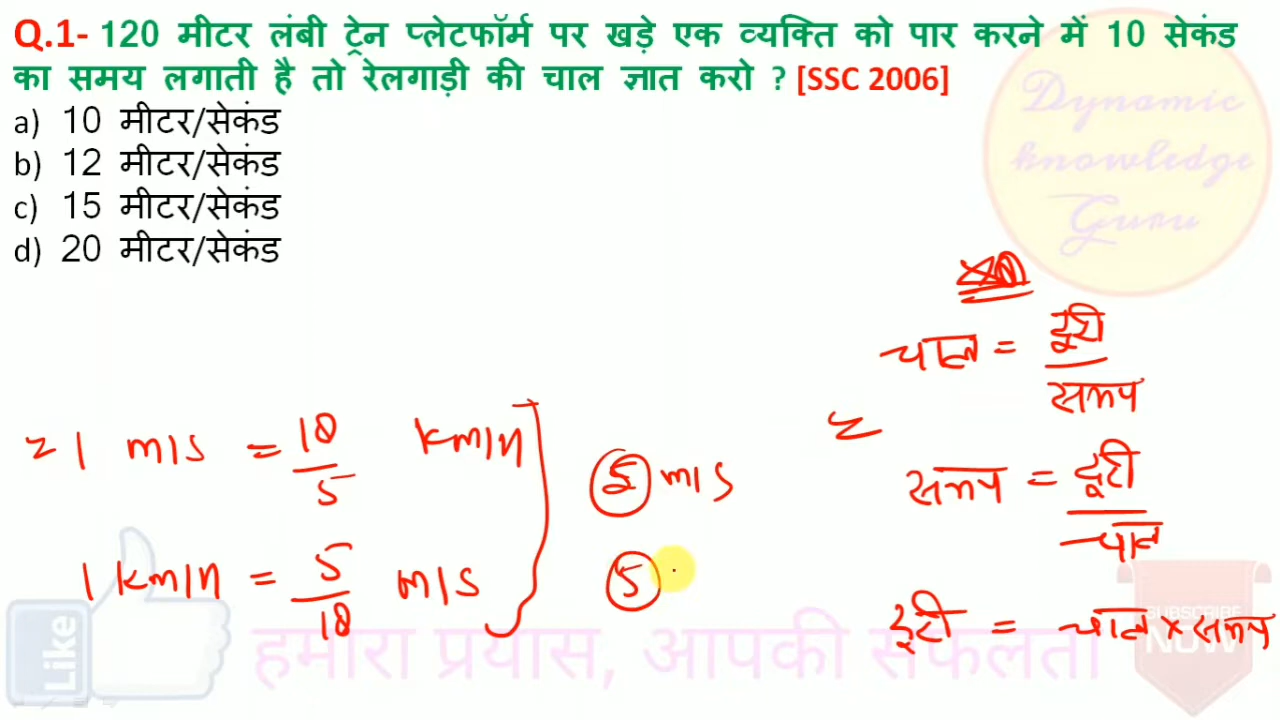 Q.1- 120 मीटर लंबी ट्रेन प्लेटफॉर्म पर खड़े एक व्यक्ति को पार करने में 10 सेकंड
का समय लगाती है तो रेलगाड़ी की चाल ज्ञात करो ? [SSC 2006]
a) 10 मीटर/सेकंड
b) 12 मीटर/सेकंड
c) 15 मीटर/सेकंड
d) 20 मीटर/सेकंड
Dynamic
knowledge
Guru
चाल = दूरी
समय
1 m/s = 18 km/h
5
5 m/s
समय = दूरी
चाल
1 km/h = 5 m/s
18
5
दूरी = चाल × समय
Like
हमारा प्रयास, आपकी सफलता
SUBSCRIBE
NOW